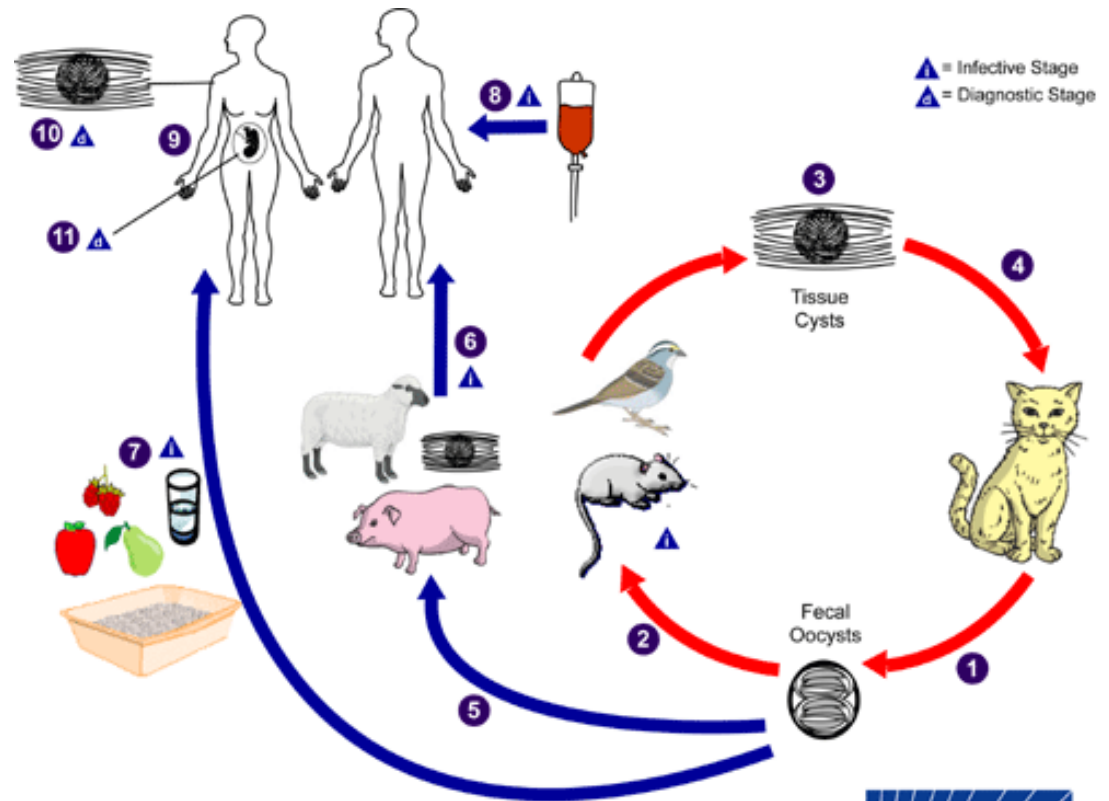 i = Infective Stage
d = Diagnostic Stage
8 i
10 d
9
3
11 d
4
Tissue
Cysts
6
i
7 i
i
Fecal
Oocysts
2
1
5